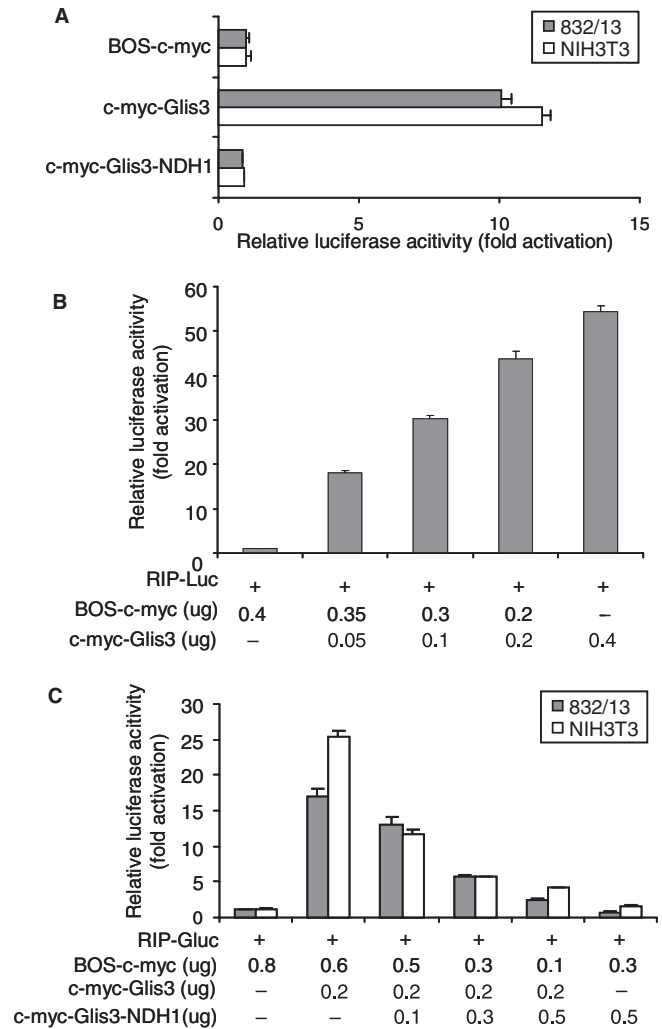 A
832/13
NIH3T3
BOS-c-myc
c-myc-Glis3
c-myc-Glis3-NDH1
0 5 10 15
Relative luciferase acitivity (fold activation)
B
Relative luciferase acitivity
(fold activation)
60
50
40
30
20
10
0
RIP-Luc + + + + +
BOS-c-myc (ug) 0.4 0.35 0.3 0.2 –
c-myc-Glis3 (ug) – 0.05 0.1 0.2 0.4
C
832/13
NIH3T3
Relative luciferase acitivity
(fold activation)
30
25
20
15
10
5
0
RIP-Gluc + + + + + +
BOS-c-myc (ug) 0.8 0.6 0.5 0.3 0.1 0.3
c-myc-Glis3 (ug) – 0.2 0.2 0.2 0.2 –
c-myc-Glis3-NDH1(ug) – – 0.1 0.3 0.5 0.5